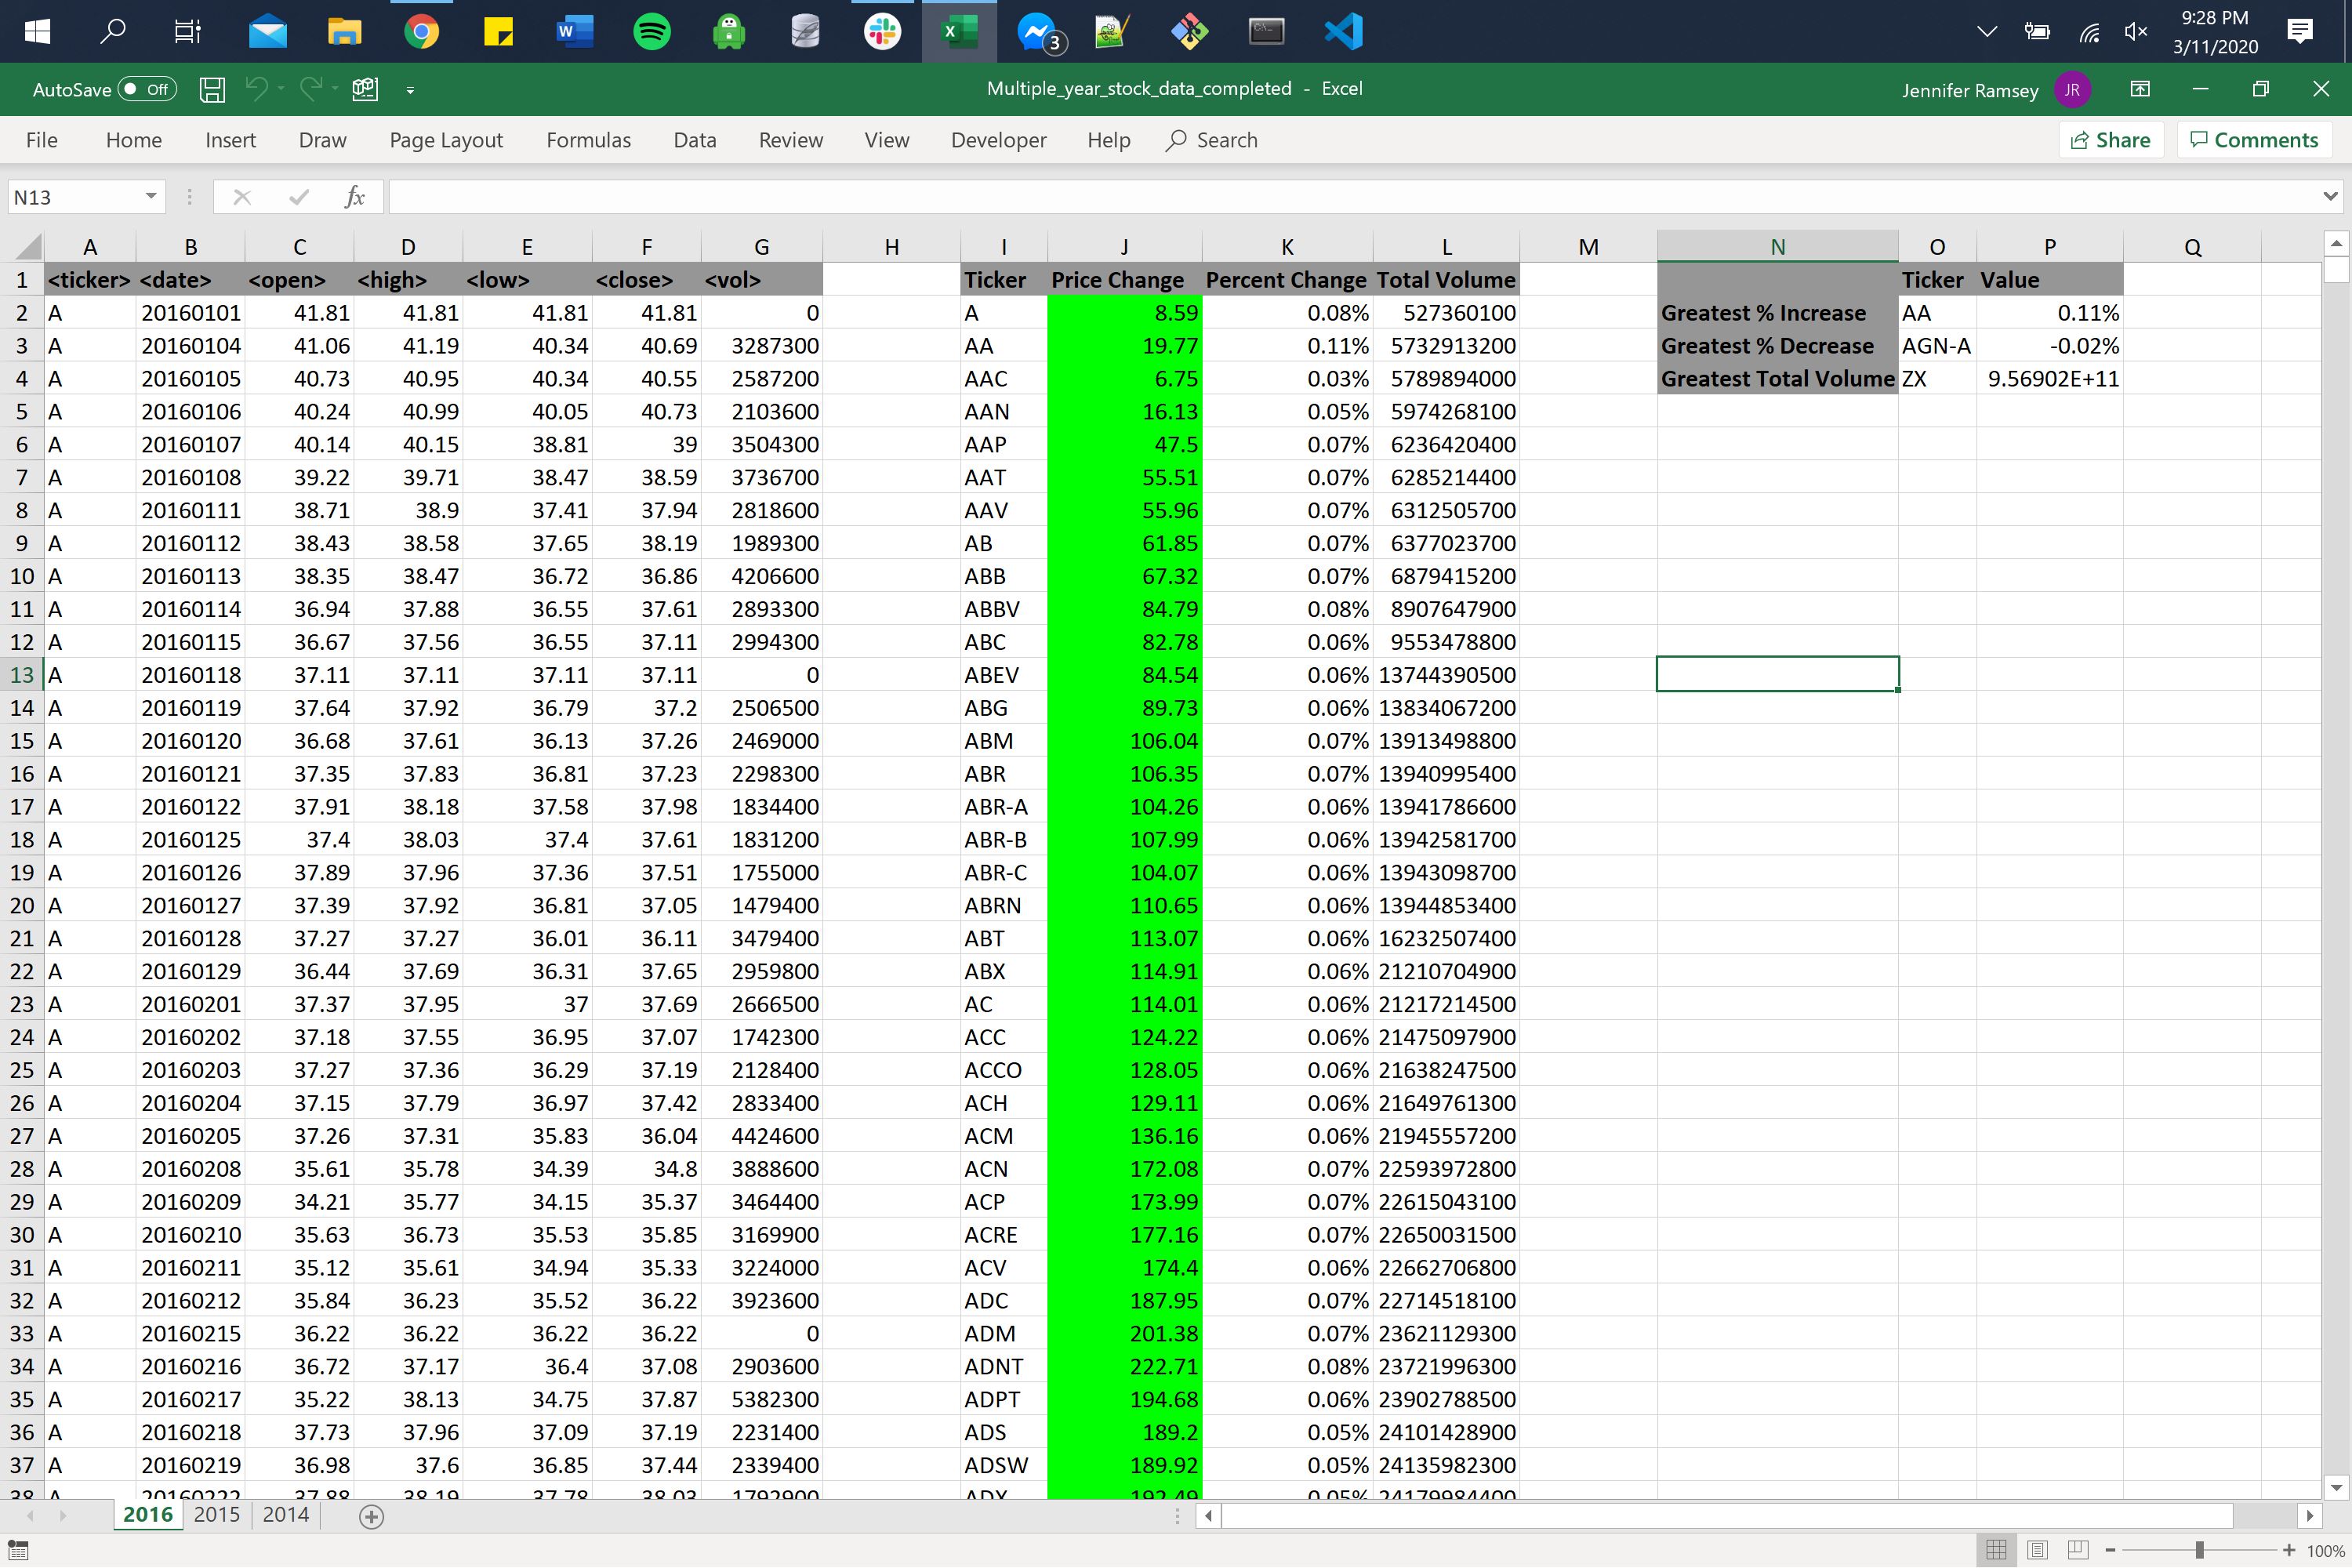 9:28 PM
3
3/11/2020
AutoSave Off Multiple_year_stock_data_completed - Excel Jennifer Ramsey JR
File Home Insert Draw Page Layout Formulas Data Review View Developer Help Search Share Comments
N13 fx
A B C D E F G H I J K L M N O P Q
1 <ticker> <date> <open> <high> <low> <close> <vol> Ticker Price Change Percent Change Total Volume Ticker Value
2 A 20160101 41.81 41.81 41.81 41.81 0 A 8.59 0.08% 527360100 Greatest % Increase AA 0.11%
3 A 20160104 41.06 41.19 40.34 40.69 3287300 AA 19.77 0.11% 5732913200 Greatest % Decrease AGN-A -0.02%
4 A 20160105 40.73 40.95 40.34 40.55 2587200 AAC 6.75 0.03% 5789894000 Greatest Total Volume ZX 9.56902E+11
5 A 20160106 40.24 40.99 40.05 40.73 2103600 AAN 16.13 0.05% 5974268100
6 A 20160107 40.14 40.15 38.81 39 3504300 AAP 47.5 0.07% 6236420400
7 A 20160108 39.22 39.71 38.47 38.59 3736700 AAT 55.51 0.07% 6285214400
8 A 20160111 38.71 38.9 37.41 37.94 2818600 AAV 55.96 0.07% 6312505700
9 A 20160112 38.43 38.58 37.65 38.19 1989300 AB 61.85 0.07% 6377023700
10 A 20160113 38.35 38.47 36.72 36.86 4206600 ABB 67.32 0.07% 6879415200
11 A 20160114 36.94 37.88 36.55 37.61 2893300 ABBV 84.79 0.08% 8907647900
12 A 20160115 36.67 37.56 36.55 37.11 2994300 ABC 82.78 0.06% 9553478800
13 A 20160118 37.11 37.11 37.11 37.11 0 ABEV 84.54 0.06% 13744390500
14 A 20160119 37.64 37.92 36.79 37.2 2506500 ABG 89.73 0.06% 13834067200
15 A 20160120 36.68 37.61 36.13 37.26 2469000 ABM 106.04 0.07% 13913498800
16 A 20160121 37.35 37.83 36.81 37.23 2298300 ABR 106.35 0.07% 13940995400
17 A 20160122 37.91 38.18 37.58 37.98 1834400 ABR-A 104.26 0.06% 13941786600
18 A 20160125 37.4 38.03 37.4 37.61 1831200 ABR-B 107.99 0.06% 13942581700
19 A 20160126 37.89 37.96 37.36 37.51 1755000 ABR-C 104.07 0.06% 13943098700
20 A 20160127 37.39 37.92 36.81 37.05 1479400 ABRN 110.65 0.06% 13944853400
21 A 20160128 37.27 37.27 36.01 36.11 3479400 ABT 113.07 0.06% 16232507400
22 A 20160129 36.44 37.69 36.31 37.65 2959800 ABX 114.91 0.06% 21210704900
23 A 20160201 37.37 37.95 37 37.69 2666500 AC 114.01 0.06% 21217214500
24 A 20160202 37.18 37.55 36.95 37.07 1742300 ACC 124.22 0.06% 21475097900
25 A 20160203 37.27 37.36 36.29 37.19 2128400 ACCO 128.05 0.06% 21638247500
26 A 20160204 37.15 37.79 36.97 37.42 2833400 ACH 129.11 0.06% 21649761300
27 A 20160205 37.26 37.31 35.83 36.04 4424600 ACM 136.16 0.06% 21945557200
28 A 20160208 35.61 35.78 34.39 34.8 3888600 ACN 172.08 0.07% 22593972800
29 A 20160209 34.21 35.77 34.15 35.37 3464400 ACP 173.99 0.07% 22615043100
30 A 20160210 35.63 36.73 35.53 35.85 3169900 ACRE 177.16 0.07% 22650031500
31 A 20160211 35.12 35.61 34.94 35.33 3224000 ACV 174.4 0.06% 22662706800
32 A 20160212 35.84 36.23 35.52 36.22 3923600 ADC 187.95 0.07% 22714518100
33 A 20160215 36.22 36.22 36.22 36.22 0 ADM 201.38 0.07% 23621129300
34 A 20160216 36.72 37.17 36.4 37.08 2903600 ADNT 222.71 0.08% 23721996300
35 A 20160217 35.22 38.13 34.75 37.87 5382300 ADPT 194.68 0.06% 23902788500
36 A 20160218 37.73 37.96 37.09 37.19 2231400 ADS 189.2 0.05% 24101428900
37 A 20160219 36.98 37.6 36.85 37.44 2339400 ADSW 189.92 0.05% 24135982300
38 A 20160222 37.88 38.19 37.78 38.03 1792900 ADX 192.49 0.05% 24179984400
2016 2015 2014
100%